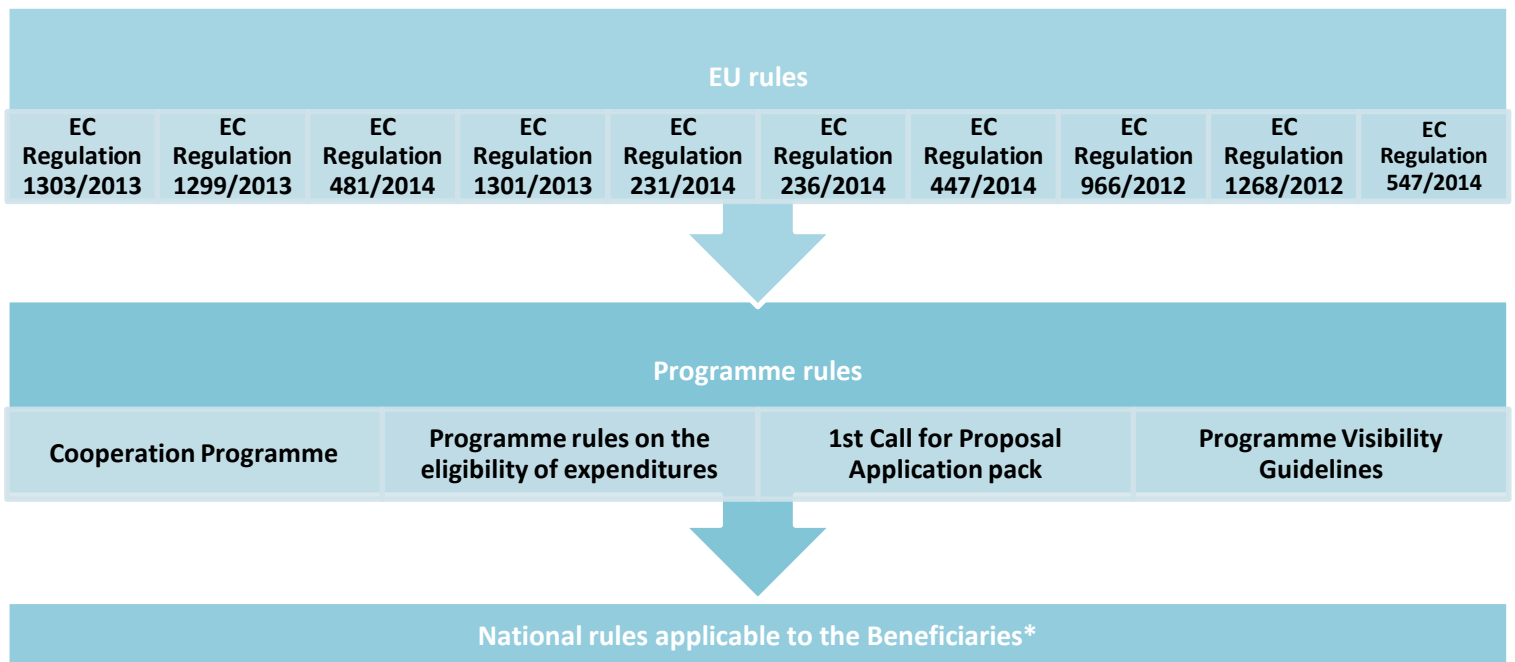 EU rules
EC
Regulation
1303/2013
EC
Regulation
1299/2013
EC
Regulation
481/2014
EC
Regulation
1301/2013
EC
Regulation
231/2014
EC
Regulation
236/2014
EC
Regulation
447/2014
EC
Regulation
966/2012
EC
Regulation
1268/2012
EC
Regulation
547/2014
Programme rules
Cooperation Programme
Programme rules on the
eligibility of expenditures
1st Call for Proposal
Application pack
Programme Visibility
Guidelines
National rules applicable to the Beneficiaries*